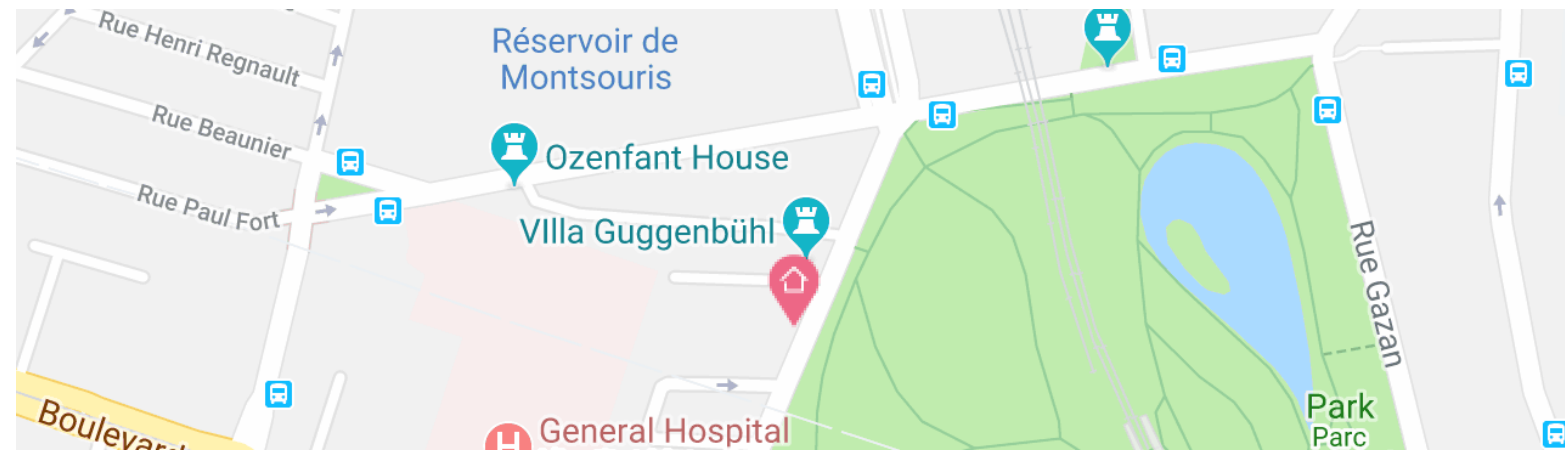 Rue Henri Regnault
Réservoir de
Montsouris
Rue Beaunier
Ozenfant House
Rue Paul Fort
VIlla Guggenbühl
Rue Gazan
Park
Parc
Boulevard
General Hospital
H